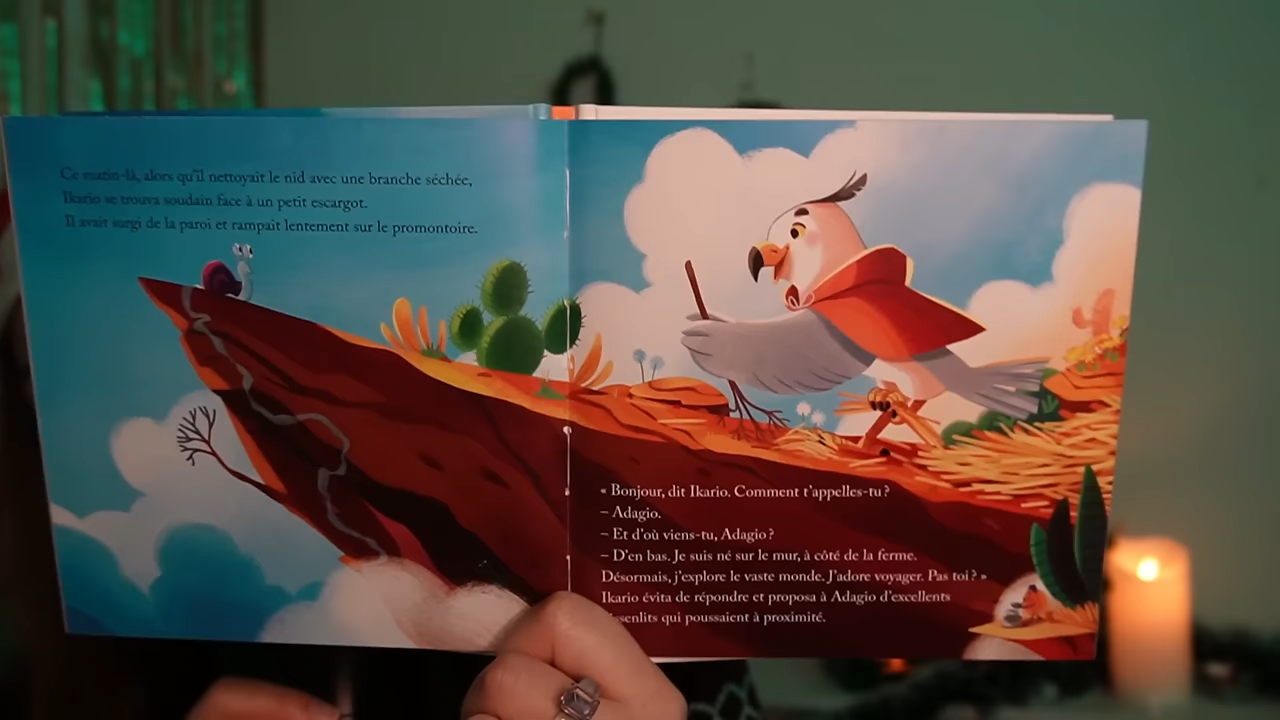 Ce matin-là, alors qu'il nettoyait le nid avec une branche séchée,
Ikario se trouva soudain face à un petit escargot.
Il avait surgi de la paroi et rampait lentement sur le promontoire.
« Bonjour, dit Ikario. Comment t'appelles-tu ?
– Adagio.
– Et d'où viens-tu, Adagio ?
– D'en bas. Je suis né sur le mur, à côté de la ferme.
Désormais, j'explore le vaste monde. J'adore voyager. Pas toi ? »
Ikario évita de répondre et proposa à Adagio d'excellents
qui poussaient à proximité.